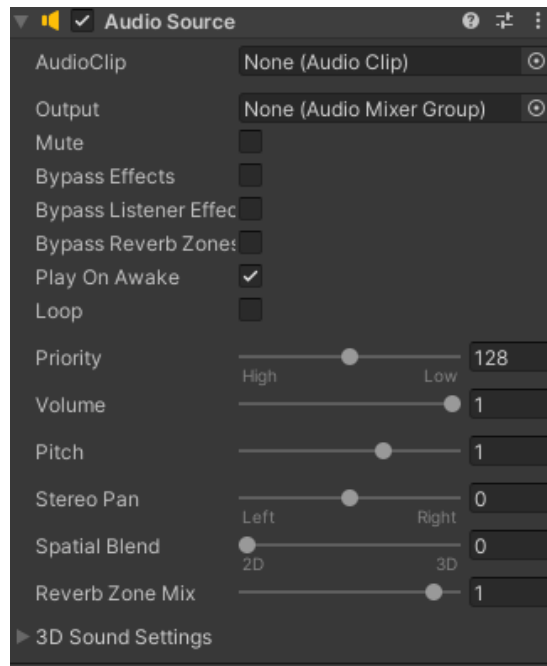 Audio Source
AudioClip None (Audio Clip)
Output None (Audio Mixer Group)
Mute
Bypass Effects
Bypass Listener Effec
Bypass Reverb Zones
Play On Awake
Loop
Priority 128
High Low
Volume 1
Pitch 1
Stereo Pan 0
Left Right
Spatial Blend 0
2D 3D
Reverb Zone Mix 1
3D Sound Settings